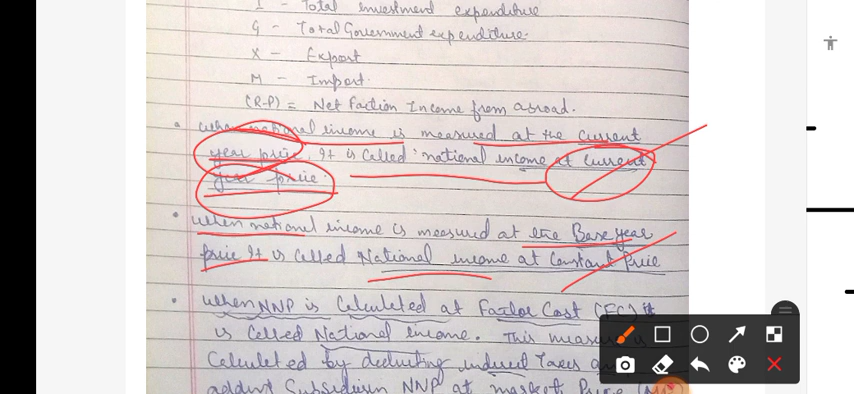 I - Total investment expenditure
G - Total Government expenditure.
X - Export
M - Import.
(R-P) = Net Faction Income from abroad.
when national income is measured at the current
year price, It is called national income at current
year price.
when national income is measured at the Base year
price It is called National income at Constant Price
when NNP is Calculated at Factor Cost (FC) it
is called National income. This
Calculated by deducting indirect Taxes
Subsidies in NNP at market Price